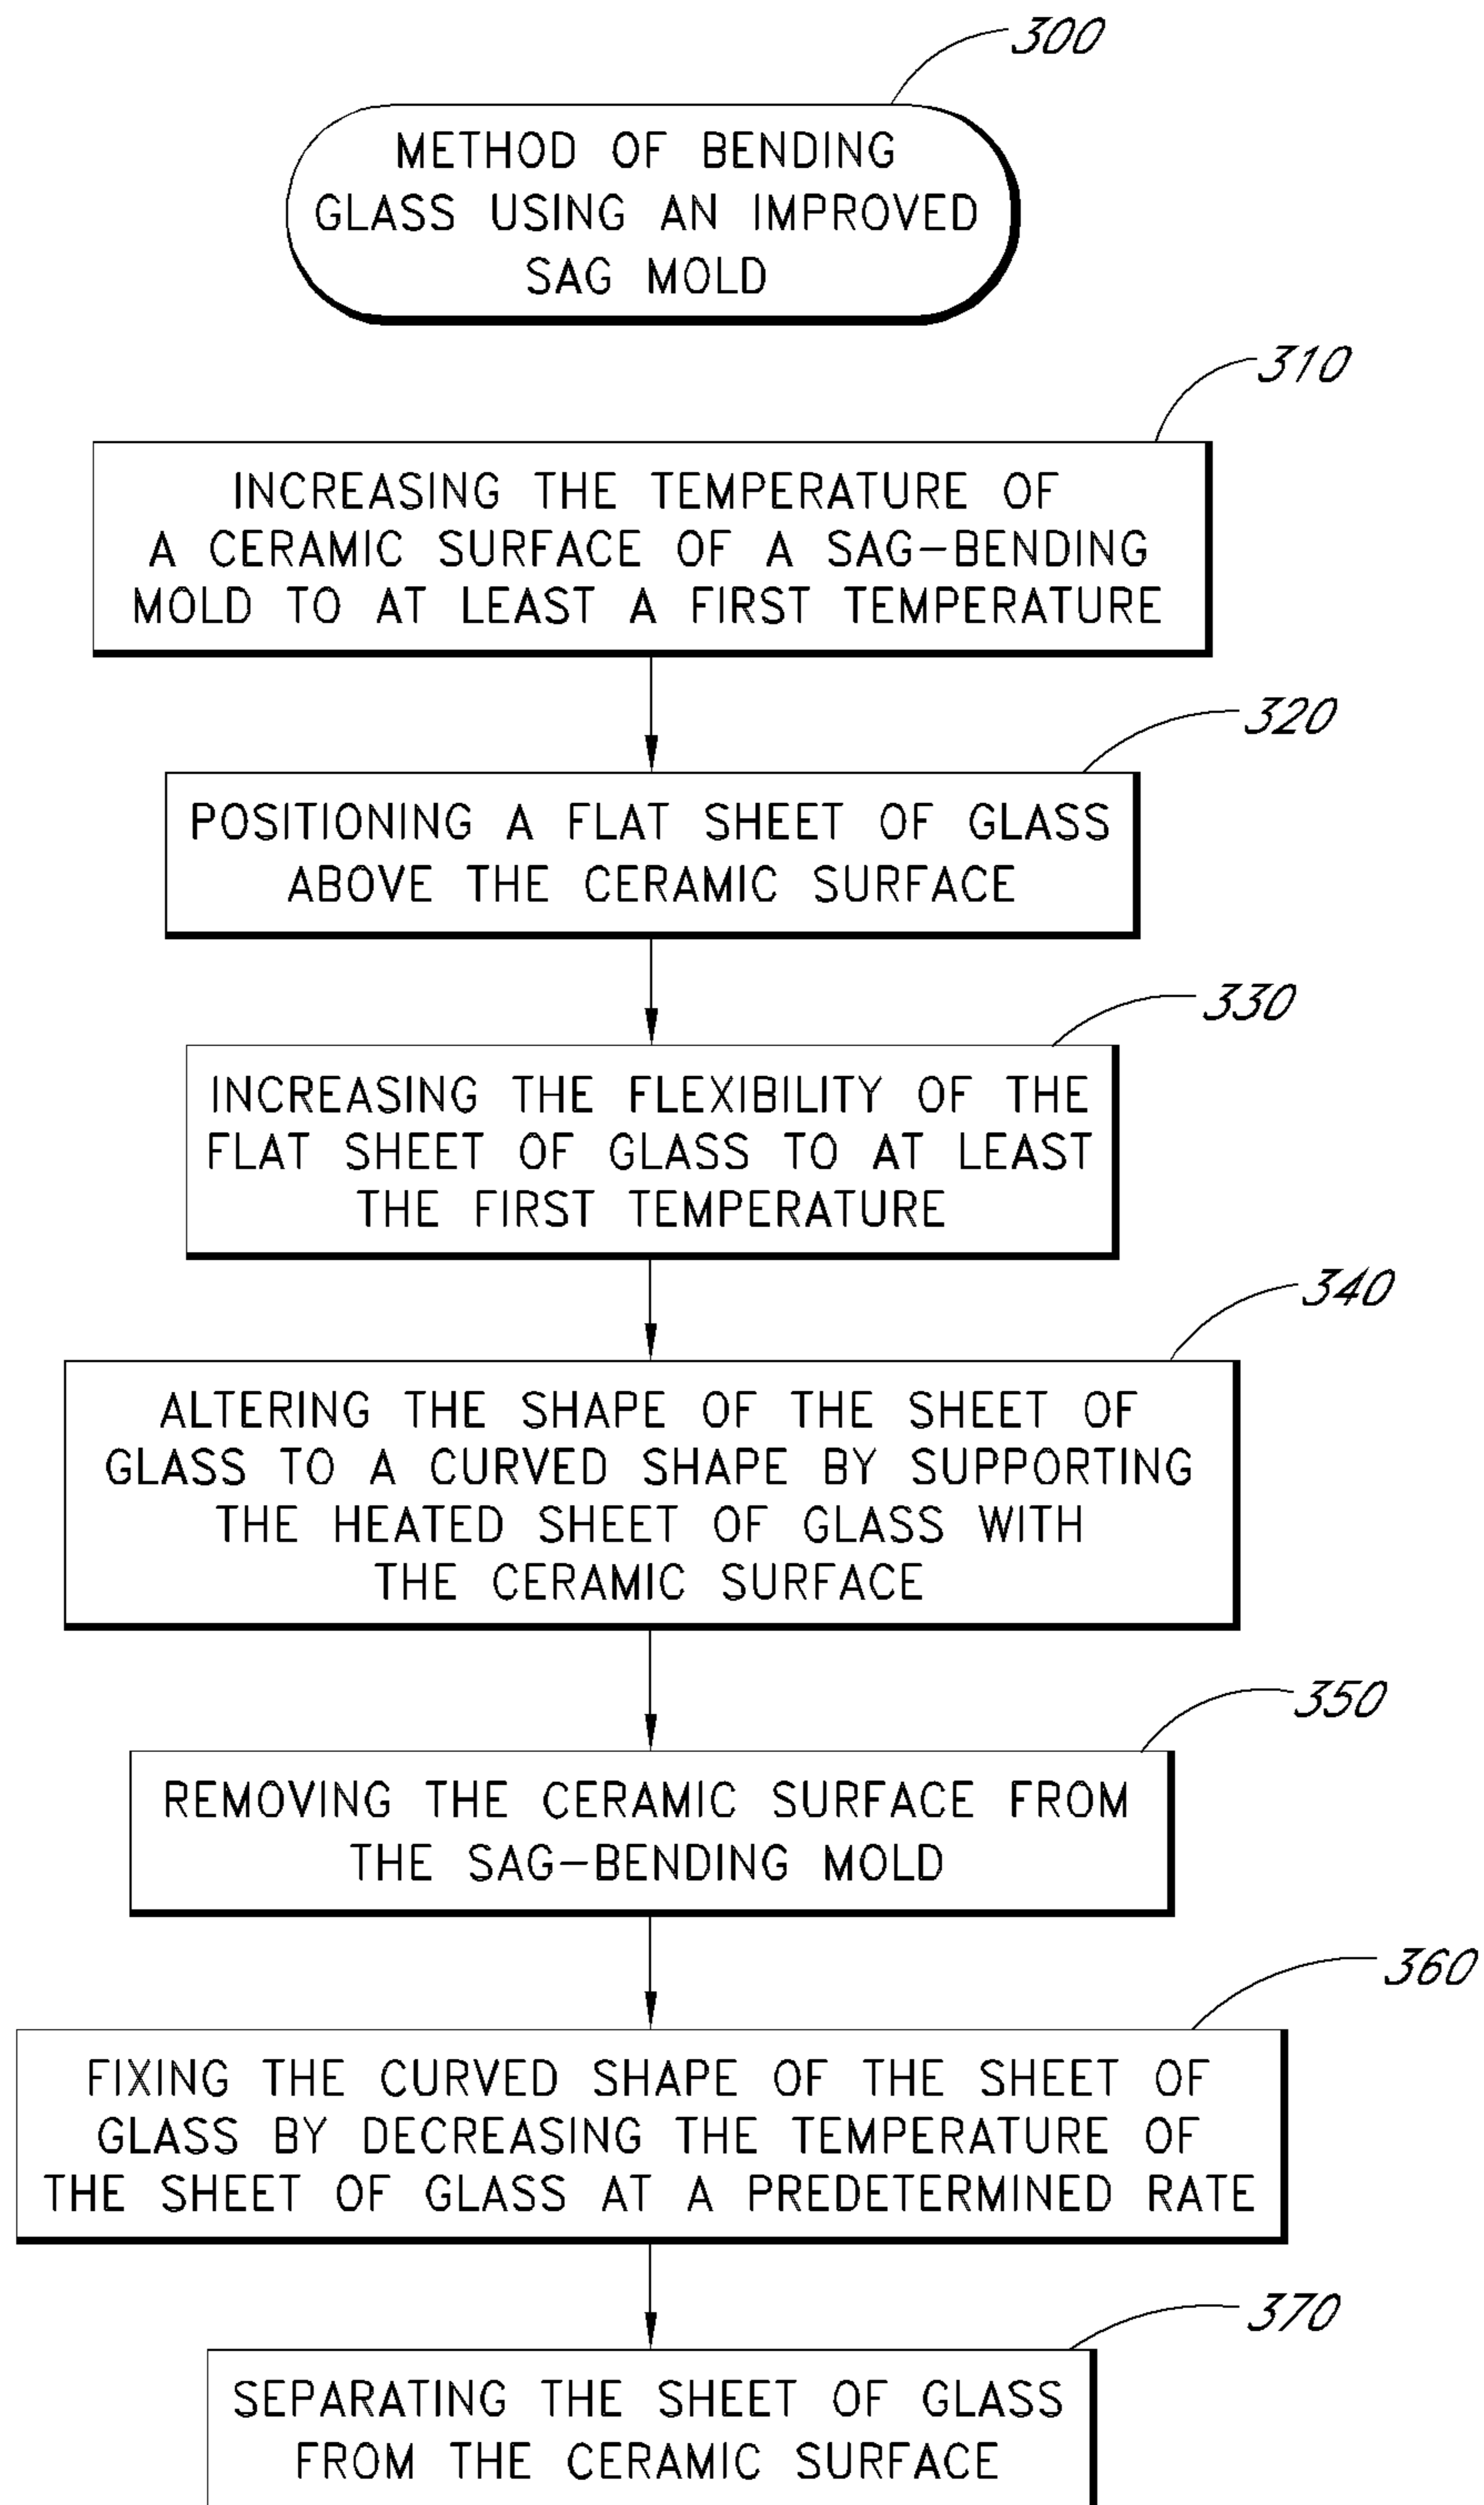 300
METHOD OF BENDING
GLASS USING AN IMPROVED
SAG MOLD
310
INCREASING THE TEMPERATURE OF
A CERAMIC SURFACE OF A SAG-BENDING
MOLD TO AT LEAST A FIRST TEMPERATURE
320
POSITIONING A FLAT SHEET OF GLASS
ABOVE THE CERAMIC SURFACE
330
INCREASING THE FLEXIBILITY OF THE
FLAT SHEET OF GLASS TO AT LEAST
THE FIRST TEMPERATURE
340
ALTERING THE SHAPE OF THE SHEET OF
GLASS TO A CURVED SHAPE BY SUPPORTING
THE HEATED SHEET OF GLASS WITH
THE CERAMIC SURFACE
350
REMOVING THE CERAMIC SURFACE FROM
THE SAG-BENDING MOLD
360
FIXING THE CURVED SHAPE OF THE SHEET OF
GLASS BY DECREASING THE TEMPERATURE OF
THE SHEET OF GLASS AT A PREDETERMINED RATE
370
SEPARATING THE SHEET OF GLASS
FROM THE CERAMIC SURFACE